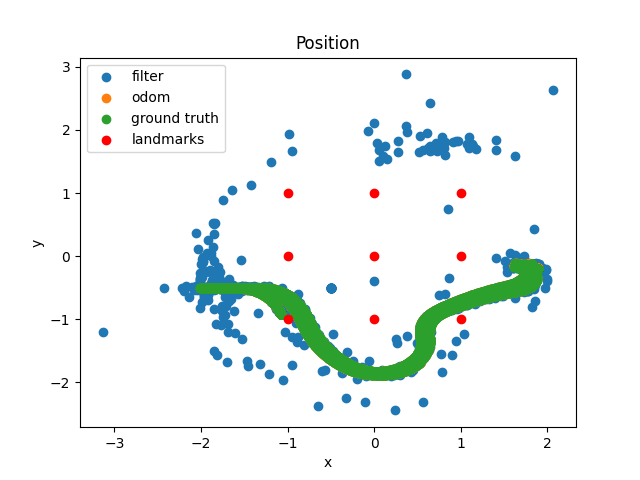 Position
filter
odom
ground truth
landmarks
y
3
2
1
0
−1
−2
−3
−2
−1
0
1
2
x